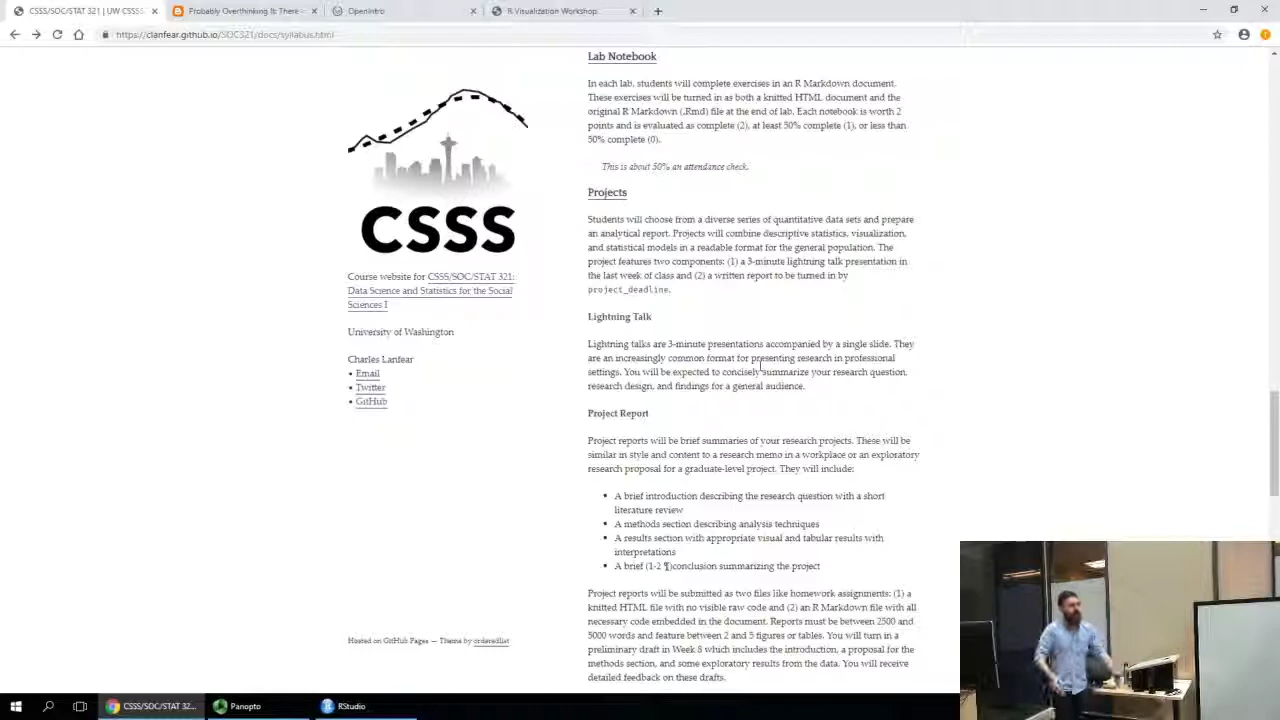 CSSS/SOC/STAT 321 | UW CSSS
Probably Overthinking It: There
OpenIntro
R Visualization Workshop
https://clanfear.github.io/SOC321/docs/syllabus.html
CSSS
Course website for CSSS/SOC/STAT 321:
Data Science and Statistics for the Social
Sciences I
University of Washington
Charles Lanfear
• Email
• Twitter
• GitHub
Hosted on GitHub Pages — Theme by orderedlist
Lab Notebook
In each lab, students will complete exercises in an R Markdown document.
These exercises will be turned in as both a knitted HTML document and the
original R Markdown (.Rmd) file at the end of lab. Each notebook is worth 2
points and is evaluated as complete (2), at least 50% complete (1), or less than
50% complete (0).
This is about 50% an attendance check.
Projects
Students will choose from a diverse series of quantitative data sets and prepare
an analytical report. Projects will combine descriptive statistics, visualization,
and statistical models in a readable format for the general population. The
project features two components: (1) a 3-minute lightning talk presentation in
the last week of class and (2) a written report to be turned in by
project_deadline.
Lightning Talk
Lightning talks are 3-minute presentations accompanied by a single slide. They
are an increasingly common format for presenting research in professional
settings. You will be expected to concisely summarize your research question,
research design, and findings for a general audience.
Project Report
Project reports will be brief summaries of your research projects. These will be
similar in style and content to a research memo in a workplace or an exploratory
research proposal for a graduate-level project. They will include:
• A brief introduction describing the research question with a short
literature review
• A methods section describing analysis techniques
• A results section with appropriate visual and tabular results with
interpretations
• A brief (1-2 ¶)conclusion summarizing the project
Project reports will be submitted as two files like homework assignments: (1) a
knitted HTML file with no visible raw code and (2) an R Markdown file with all
necessary code embedded in the document. Reports must be between 2500 and
5000 words and feature between 2 and 5 figures or tables. You will turn in a
preliminary draft in Week 8 which includes the introduction, a proposal for the
methods section, and some exploratory results from the data. You will receive
detailed feedback on these drafts.
CSSS/SOC/STAT 32...
Panopto
RStudio